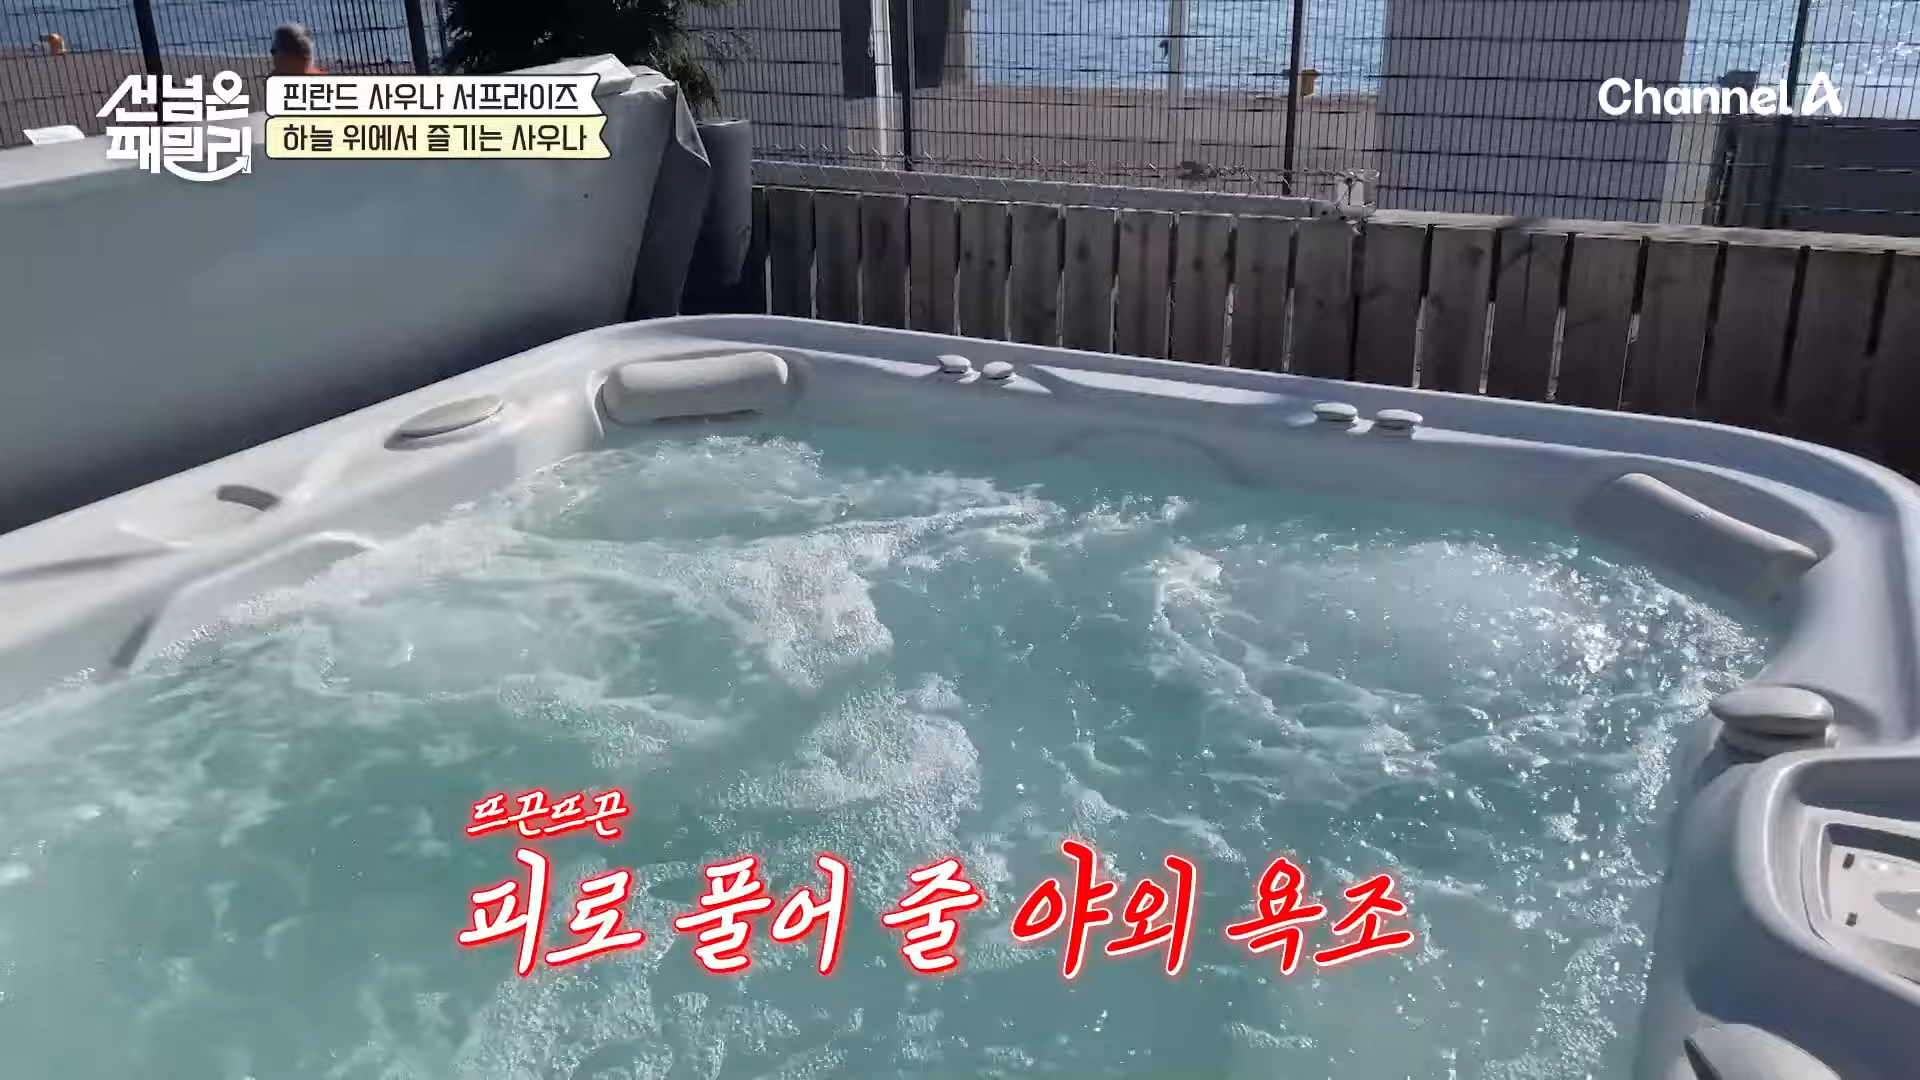 선넘은
패밀리
핀란드 사우나 서프라이즈
하늘 위에서 즐기는 사우나
Channel A
뜨끈뜨끈
피로 풀어 줄 야외 욕조